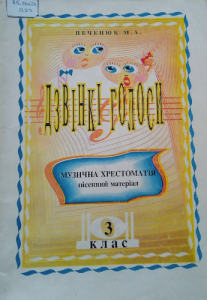 ПЕЧЕНЮК М.А.
ДЗВІНКІ ГОЛОСИ
МУЗИЧНА ХРЕСТОМАТІЯ
пісенний матеріал
3
клас